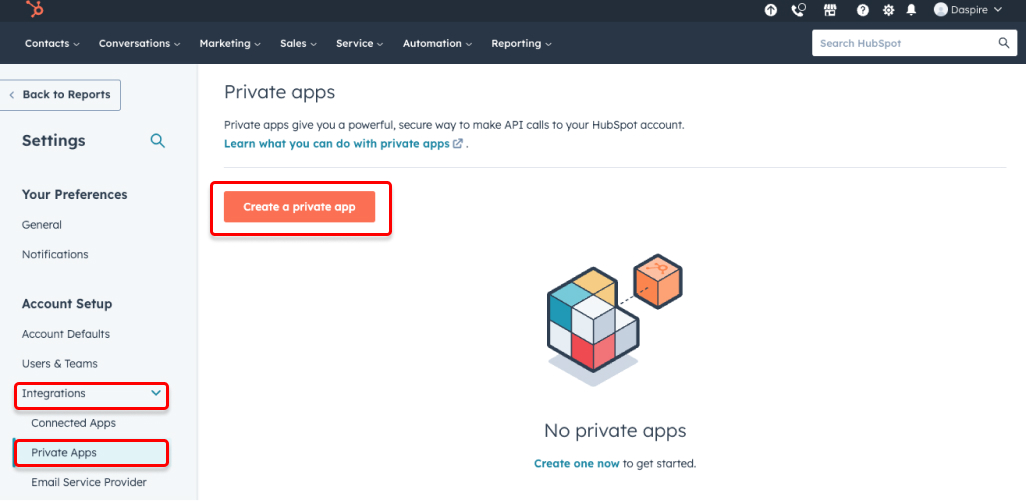 Daspire
Contacts
Conversations
Marketing
Sales
Service
Automation
Reporting
Search HubSpot
Back to Reports
Settings
Your Preferences
General
Notifications
Account Setup
Account Defaults
Users & Teams
Integrations
Connected Apps
Private Apps
Email Service Provider
Private apps
Private apps give you a powerful, secure way to make API calls to your HubSpot account.
Learn what you can do with private apps .
Create a private app
No private apps
Create one now to get started.